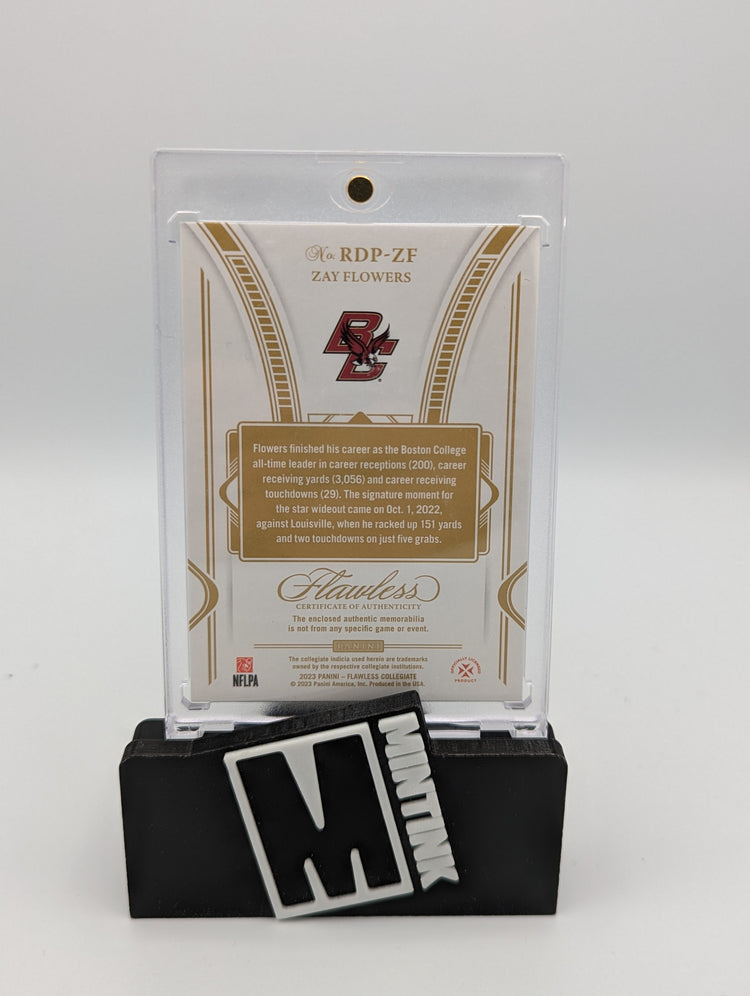 No. RDP-ZF
ZAY FLOWERS
BC
Flowers finished his career as the Boston College
all-time leader in career receptions (200), career
receiving yards (3,056) and career receiving
touchdowns (29). The signature moment for
the star wideout came on Oct. 1, 2022,
against Louisville, when he racked up 151 yards
and two touchdowns on just five grabs.
Flawless
CERTIFICATE OF AUTHENTICITY
The enclosed authentic memorabilia
is not from any specific game or event.
PANINI
The collegiate indicia used herein are trademarks
owned by the respective collegiate institutions.
2023 PANINI – FLAWLESS COLLEGIATE
© 2023 Panini America, Inc. Produced in the USA.
NFLPA
OFFICIALLY LICENSED
PRODUCT
M
MINTINK